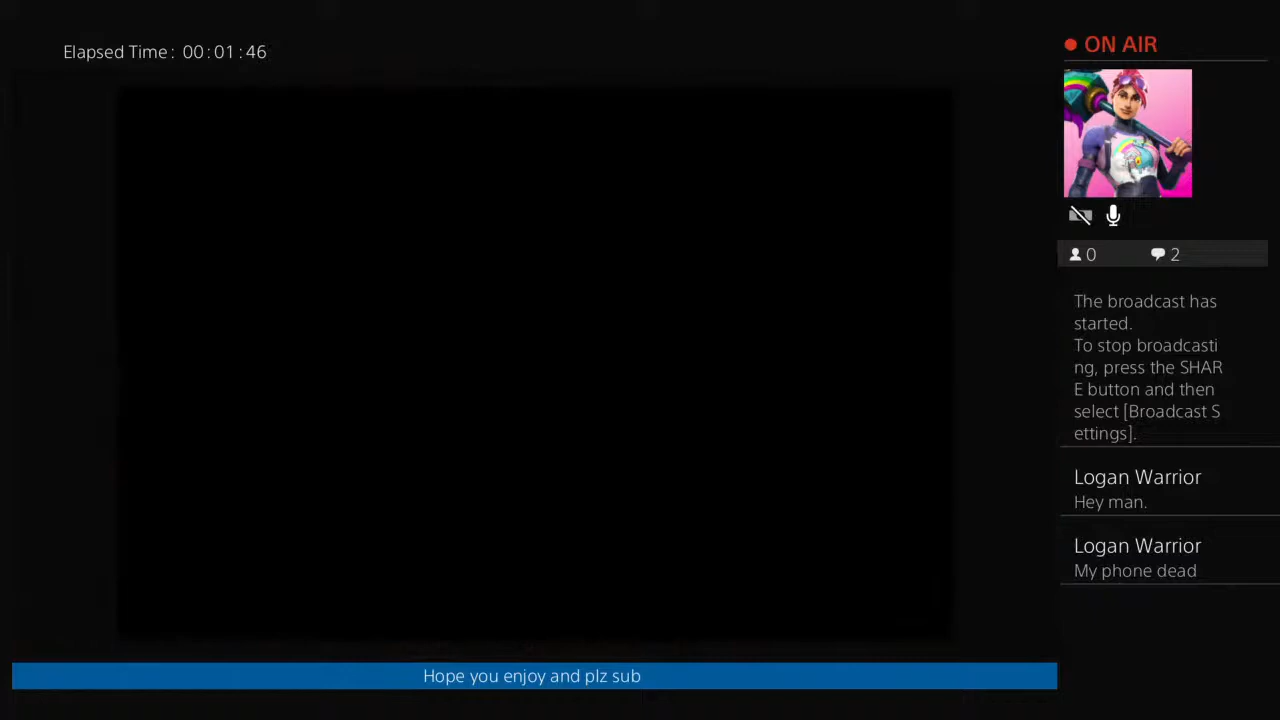 Elapsed Time: 00:01:46
ON AIR
0 2
The broadcast has
started.
To stop broadcasti
ng, press the SHAR
E button and then
select [Broadcast S
ettings].
Logan Warrior
Hey man.
Logan Warrior
My phone dead
Hope you enjoy and plz sub